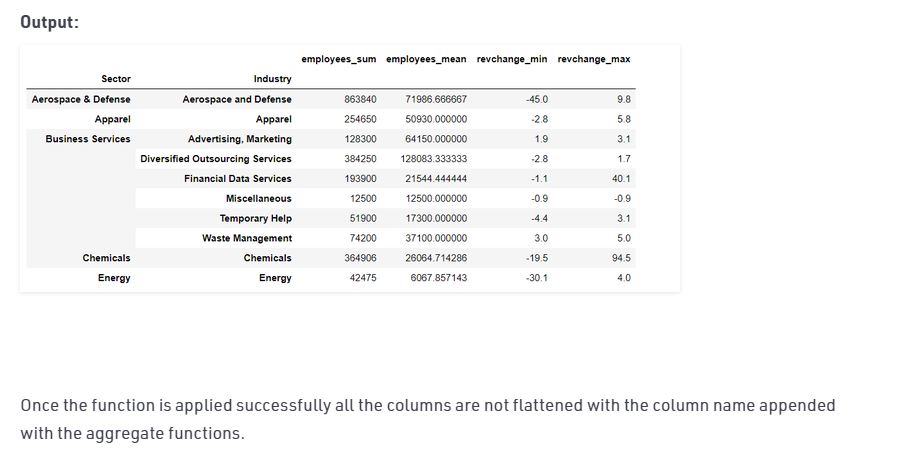 Output:
employees_sum employees_mean revchange_min revchange_max
Sector Industry
Aerospace & Defense Aerospace and Defense 863840 71986.666667 -45.0 9.8
Apparel Apparel 254650 50930.000000 -2.8 5.8
Business Services Advertising, Marketing 128300 64150.000000 1.9 3.1
Diversified Outsourcing Services 384250 128083.333333 -2.8 1.7
Financial Data Services 193900 21544.444444 -1.1 40.1
Miscellaneous 12500 12500.000000 -0.9 -0.9
Temporary Help 51900 17300.000000 -4.4 3.1
Waste Management 74200 37100.000000 3.0 5.0
Chemicals Chemicals 364906 26064.714286 -19.5 94.5
Energy Energy 42475 6067.857143 -30.1 4.0
Once the function is applied successfully all the columns are not flattened with the column name appended
with the aggregate functions.